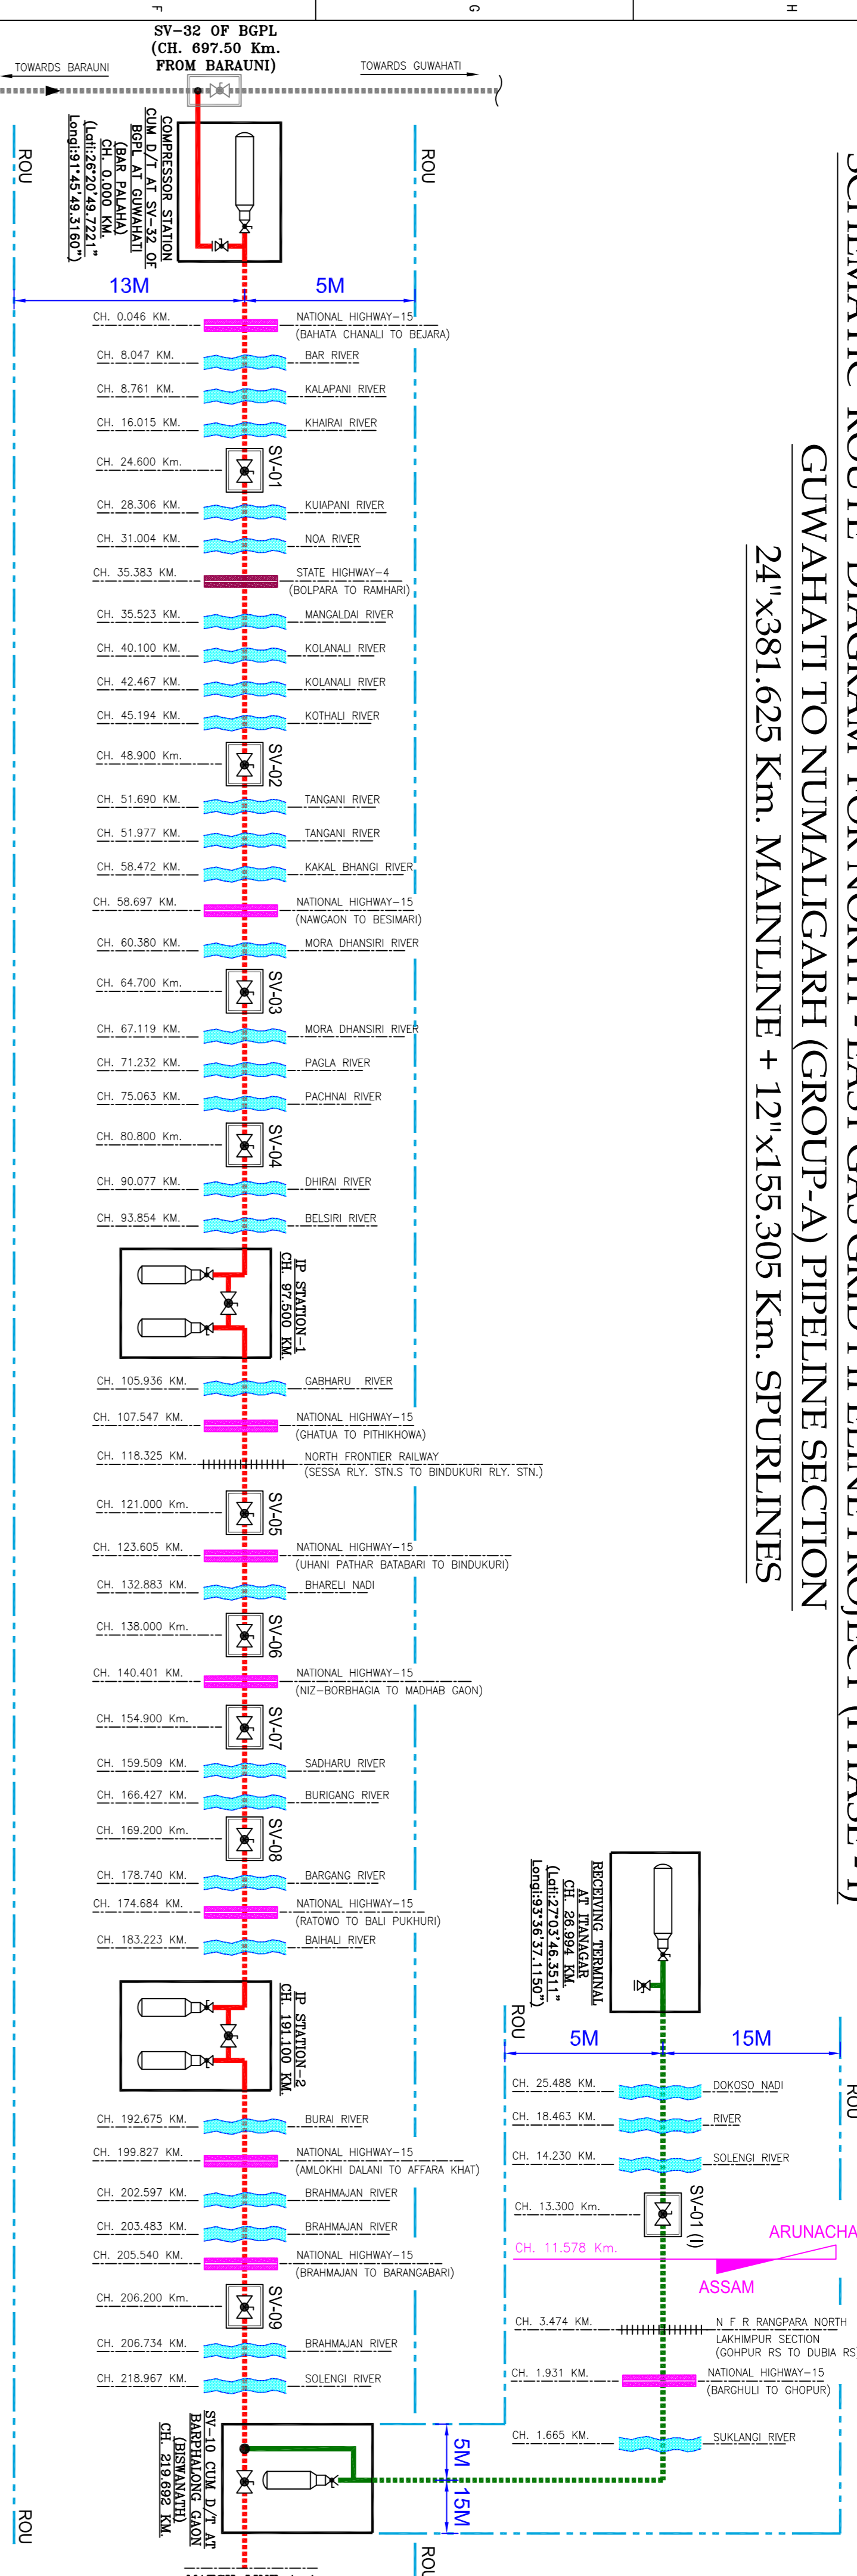 F
G
H
SCHEMATIC ROUTE DIAGRAM FOR NORTH - EAST GAS GRID PIPELINE PROJECT (PHASE - I)
GUWAHATI TO NUMALIGARH (GROUP-A) PIPELINE SECTION
24"x381.625 Km. MAINLINE + 12"x155.305 Km. SPURLINES
SV-32 OF BGPL
(CH. 697.50 Km.
FROM BARAUNI)
TOWARDS BARAUNI
TOWARDS GUWAHATI
COMPRESSOR STATION
CUM D/T AT SV-32 OF
BGPL AT GUWAHATI
(BAR PALAHA)
CH. 0.000 KM.
(Lati:26°20'49.7221"
Longi:91°45'49.3160")
ROU
ROU
13M
5M
CH. 0.046 KM. NATIONAL HIGHWAY-15
(BAHATA CHANALI TO BEJARA)
CH. 8.047 KM. BAR RIVER
CH. 8.761 KM. KALAPANI RIVER
CH. 16.015 KM. KHAIRAI RIVER
CH. 24.600 Km. SV-01
CH. 28.306 KM. KUIAPANI RIVER
CH. 31.004 KM. NOA RIVER
CH. 35.383 KM. STATE HIGHWAY-4
(BOLPARA TO RAMHARI)
CH. 35.523 KM. MANGALDAI RIVER
CH. 40.100 KM. KOLANALI RIVER
CH. 42.467 KM. KOLANALI RIVER
CH. 45.194 KM. KOTHALI RIVER
CH. 48.900 Km. SV-02
CH. 51.690 KM. TANGANI RIVER
CH. 51.977 KM. TANGANI RIVER
CH. 58.472 KM. KAKAL BHANGI RIVER
CH. 58.697 KM. NATIONAL HIGHWAY-15
(NAWGAON TO BESIMARI)
CH. 60.380 KM. MORA DHANSIRI RIVER
CH. 64.700 Km. SV-03
CH. 67.119 KM. MORA DHANSIRI RIVER
CH. 71.232 KM. PAGLA RIVER
CH. 75.063 KM. PACHNAI RIVER
CH. 80.800 Km. SV-04
CH. 90.077 KM. DHIRAI RIVER
CH. 93.854 KM. BELSIRI RIVER
IP STATION-1
CH. 97.500 KM.
CH. 105.936 KM. GABHARU RIVER
CH. 107.547 KM. NATIONAL HIGHWAY-15
(GHATUA TO PITHIKHOWA)
CH. 118.325 KM. NORTH FRONTIER RAILWAY
(SESSA RLY. STN.S TO BINDUKURI RLY. STN.)
CH. 121.000 Km. SV-05
CH. 123.605 KM. NATIONAL HIGHWAY-15
(UHANI PATHAR BATABARI TO BINDUKURI)
CH. 132.883 KM. BHARELI NADI
CH. 138.000 Km. SV-06
CH. 140.401 KM. NATIONAL HIGHWAY-15
(NIZ-BORBHAGIA TO MADHAB GAON)
CH. 154.900 KM. SV-07
CH. 159.509 KM. SADHARU RIVER
CH. 166.427 KM. BURIGANG RIVER
CH. 169.200 Km. SV-08
CH. 178.740 KM. BARGANG RIVER
CH. 174.684 KM. NATIONAL HIGHWAY-15
(RATOWO TO BALI PUKHURI)
CH. 183.223 KM. BAIHALI RIVER
IP STATION-2
CH. 191.100 KM.
CH. 192.675 KM. BURAI RIVER
CH. 199.827 KM. NATIONAL HIGHWAY-15
(AMLOKHI DALANI TO AFFARA KHAT)
CH. 202.597 KM. BRAHMAJAN RIVER
CH. 203.483 KM. BRAHMAJAN RIVER
CH. 205.540 KM. NATIONAL HIGHWAY-15
(BRAHMAJAN TO BARANGABARI)
CH. 206.200 Km. SV-09
CH. 206.734 KM. BRAHMAJAN RIVER
CH. 218.967 KM. SOLENGI RIVER
SV-10 CUM D/T AT
BARPHALONG GAON
(BISWANATH)
CH. 219.692 KM.
ROU
ROU
5M
15M
RECEIVING TERMINAL
AT ITANAGAR
CH. 26.994 KM.
(Lati:27°03'46.3511"
Longi:93°36'37.1150")
ROU
ROU
5M
15M
CH. 25.488 KM. DOKOSO NADI
CH. 18.463 KM. RIVER
CH. 14.230 KM. SOLENGI RIVER
CH. 13.300 Km. SV-01 (I)
CH. 11.578 Km.
ARUNACHA
ASSAM
CH. 3.474 KM. N F R RANGPARA NORTH
LAKHIMPUR SECTION
(GOHPUR RS TO DUBIA RS)
CH. 1.931 KM. NATIONAL HIGHWAY-15
(BARGHULI TO GHOPUR)
CH. 1.665 KM. SUKLANGI RIVER